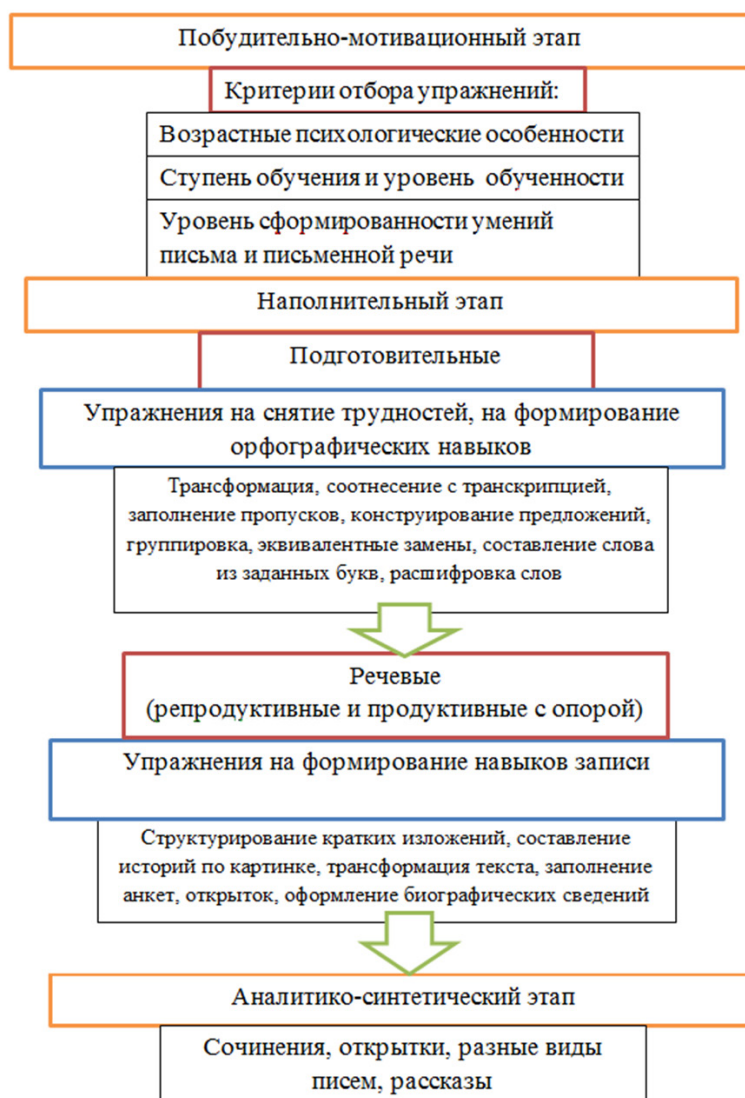 Побудительно-мотивационный этап
Критерии отбора упражнений:
Возрастные психологические особенности
Ступень обучения и уровень обученности
Уровень сформированности умений
письма и письменной речи
Наполнительный этап
Подготовительные
Упражнения на снятие трудностей, на формирование
орфографических навыков
Трансформация, соотнесение с транскрипцией,
заполнение пропусков, конструирование предложений,
группировка, эквивалентные замены, составление слова
из заданных букв, расшифровка слов
Речевые
(репродуктивные и продуктивные с опорой)
Упражнения на формирование навыков записи
Структурирование кратких изложений, составление
историй по картинке, трансформация текста, заполнение
анкет, открыток, оформление биографических сведений
Аналитико-синтетический этап
Сочинения, открытки, разные виды
писем, рассказы